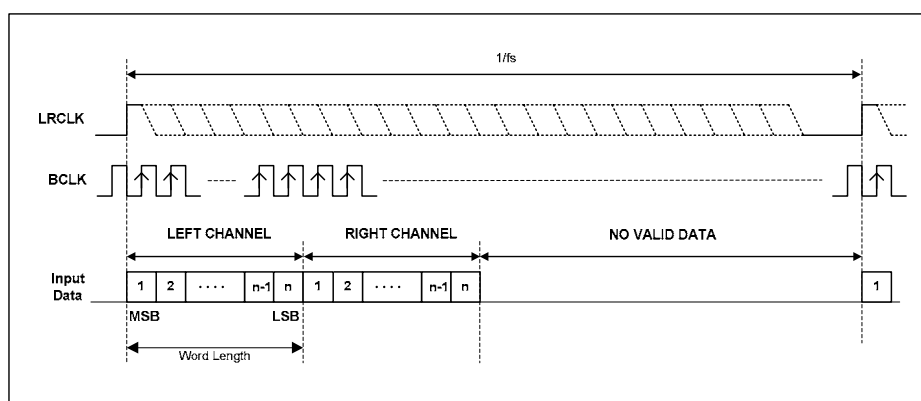 1/fs
LRCLK
BCLK
LEFT CHANNEL RIGHT CHANNEL NO VALID DATA
Input Data 1 2 .... n-1 n 1 2 .... n-1 n 1
MSB LSB
Word Length